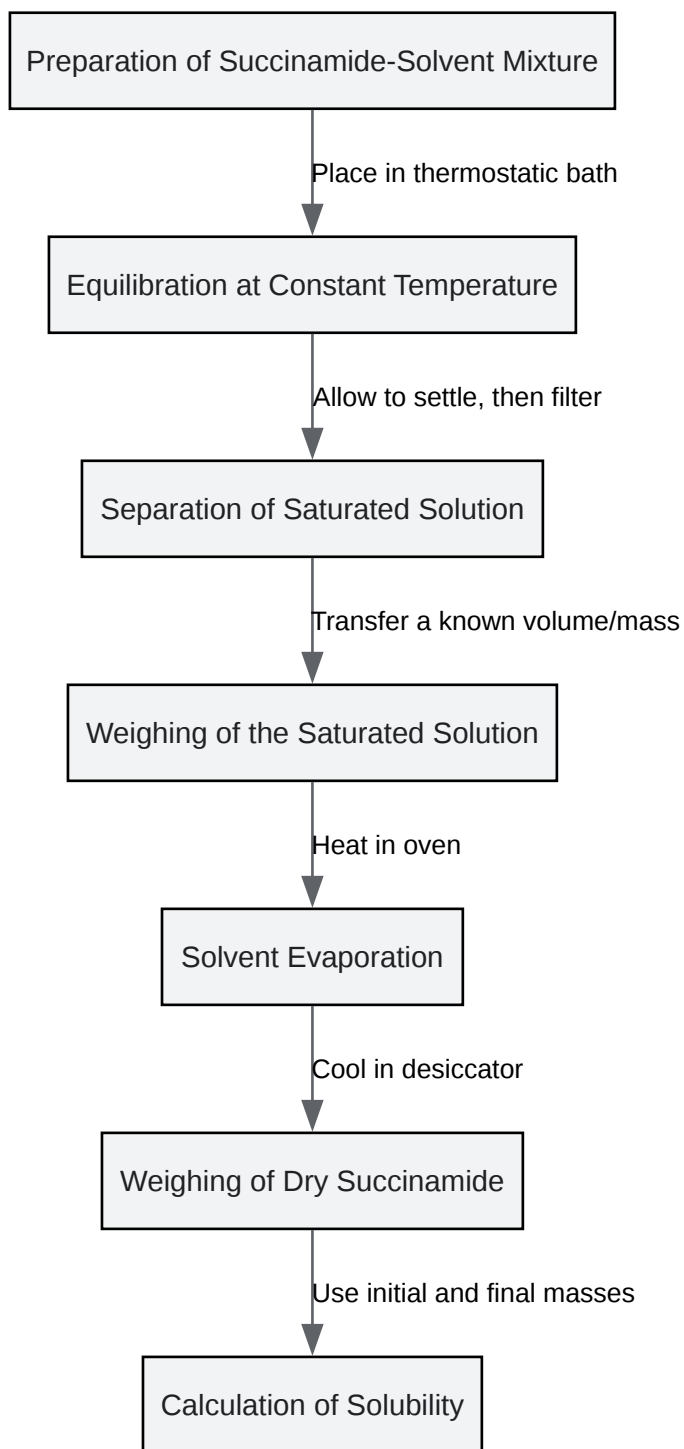 Preparation of Succinamide-Solvent Mixture
Place in thermostatic bath
Equilibration at Constant Temperature
Allow to settle, then filter
Separation of Saturated Solution
Transfer a known volume/mass
Weighing of the Saturated Solution
Heat in oven
Solvent Evaporation
Cool in desiccator
Weighing of Dry Succinamide
Use initial and final masses
Calculation of Solubility